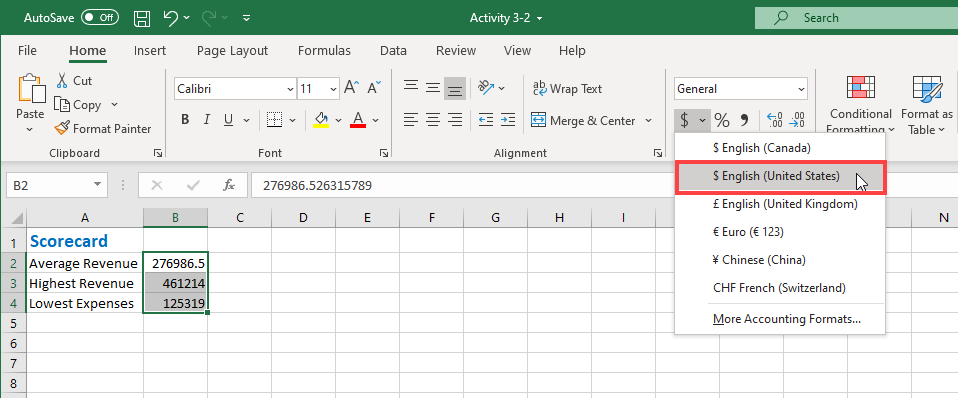 AutoSave Off Activity 3-2 Search
File Home Insert Page Layout Formulas Data Review View Help
Paste Cut Copy Format Painter
Clipboard
Calibri 11 A A
B I U A
Font
ab Wrap Text
Merge & Center
Alignment
General
$ % , .00 .0
Conditional Formatting
Format as Table
$ English (Canada)
$ English (United States)
£ English (United Kingdom)
€ Euro (€ 123)
¥ Chinese (China)
CHF French (Switzerland)
More Accounting Formats...
B2 fx 276986.526315789
A B C D E F G H I N
1 Scorecard
2 Average Revenue 276986.5
3 Highest Revenue 461214
4 Lowest Expenses 125319
5
6
7
8